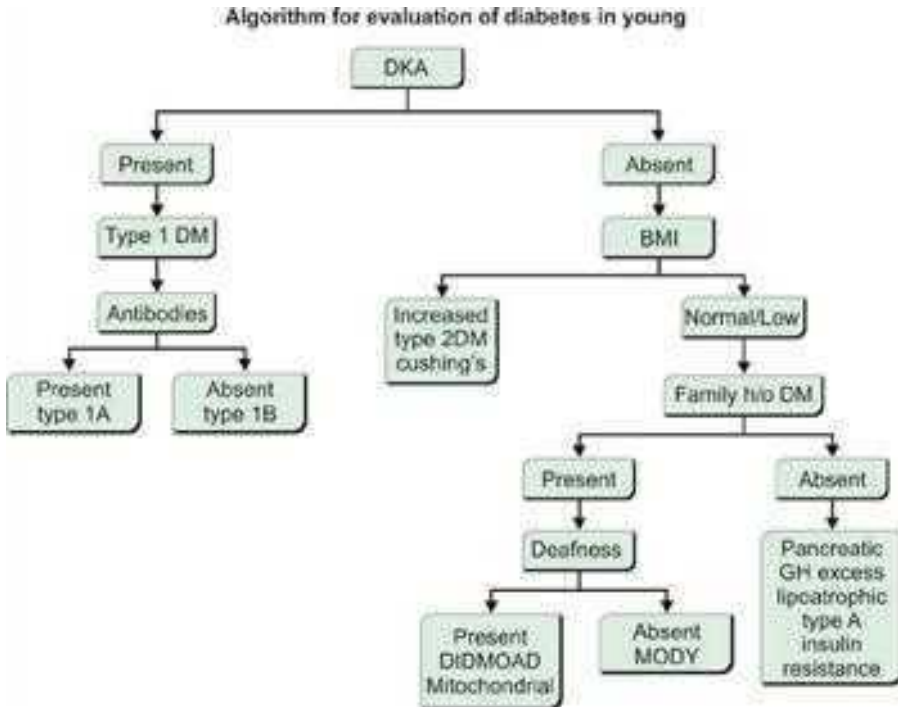 Algorithm for evaluation of diabetes in young
DKA
Present
Absent
Type 1 DM
BMI
Antibodies
Increased
type 2DM
cushing's
Normal/Low
Present
type 1A
Absent
type 1B
Family h/o DM
Present
Absent
Deafness
Pancreatic
GH excess
lipoatrophic
type A
insulin
resistance
Present
DIDMOAD
Mitochondrial
Absent
MODY